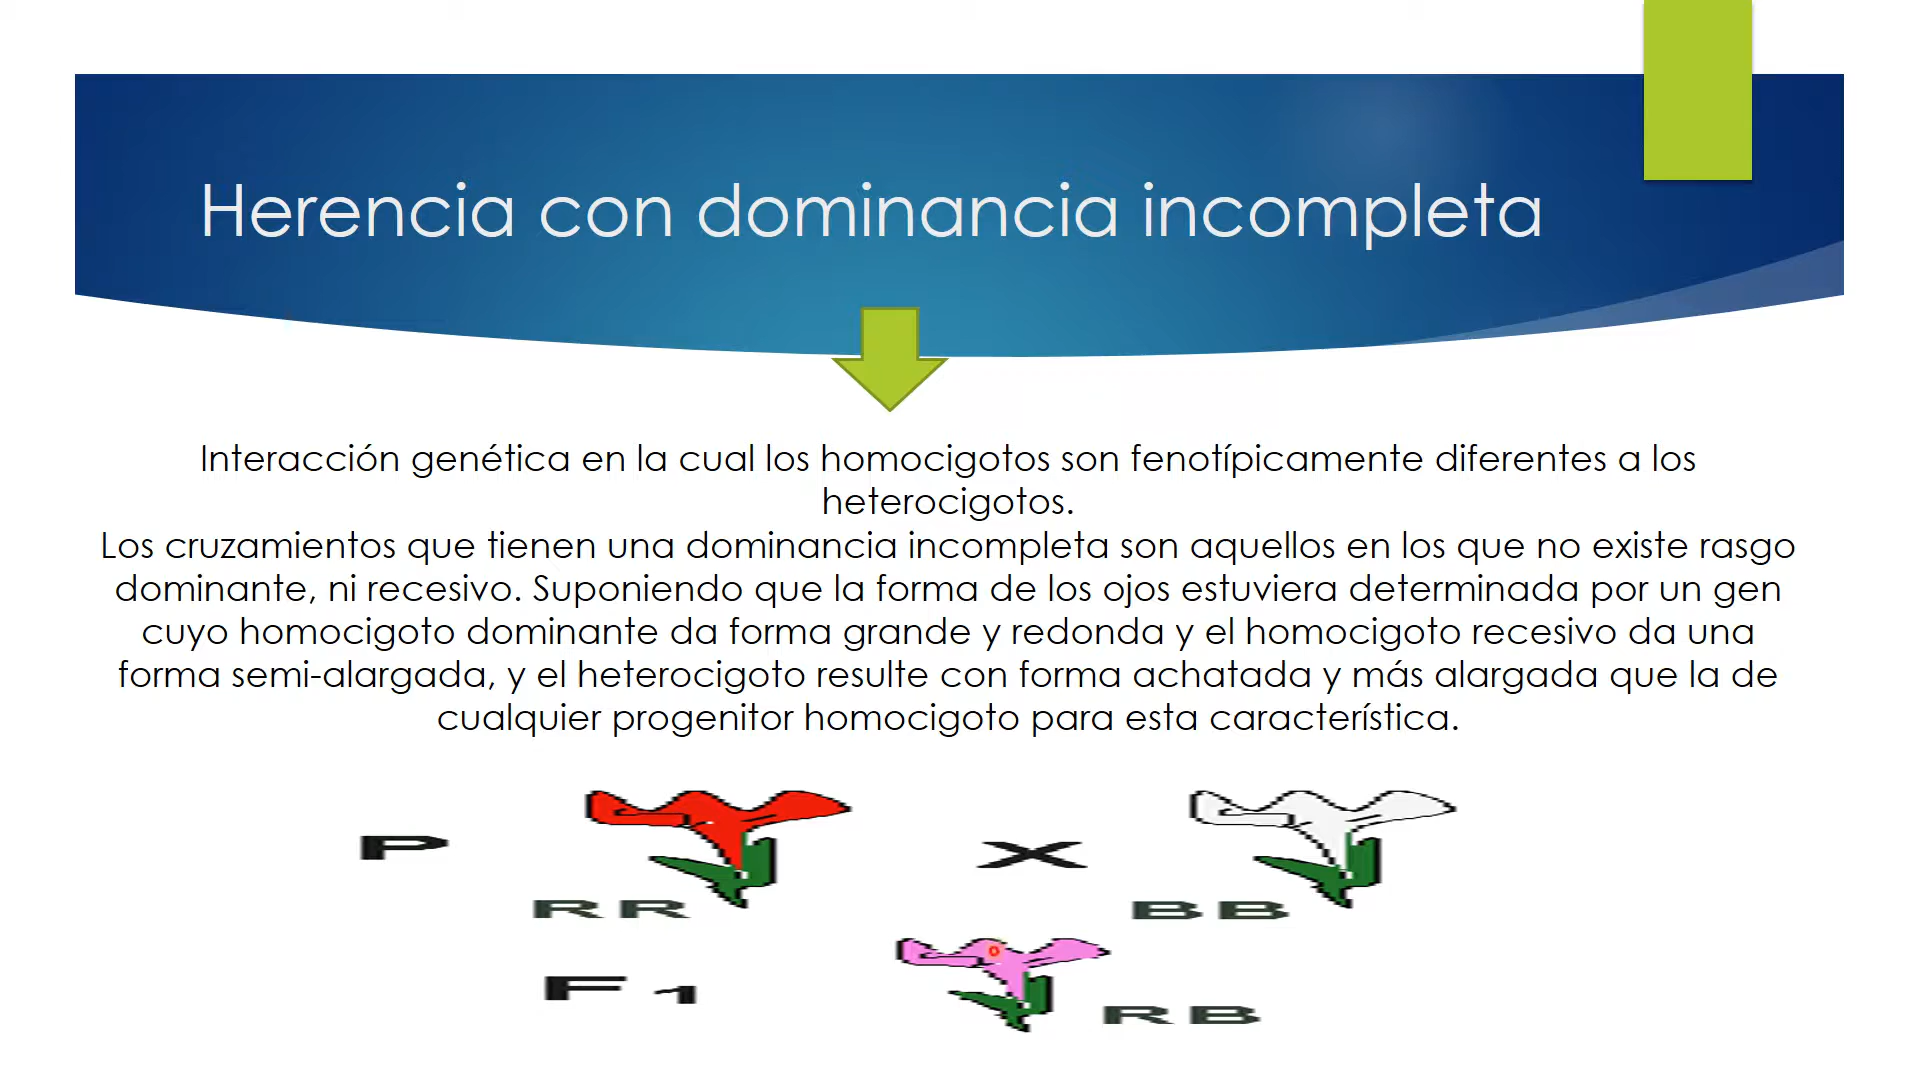 Herencia con dominancia incompleta
Interacción genética en la cual los homocigotos son fenotípicamente diferentes a los
heterocigotos.
Los cruzamientos que tienen una dominancia incompleta son aquellos en los que no existe rasgo
dominante, ni recesivo. Suponiendo que la forma de los ojos estuviera determinada por un gen
cuyo homocigoto dominante da forma grande y redonda y el homocigoto recesivo da una
forma semi-alargada, y el heterocigoto resulte con forma achatada y más alargada que la de
cualquier progenitor homocigoto para esta característica.
P X
RR BB
F1
RB